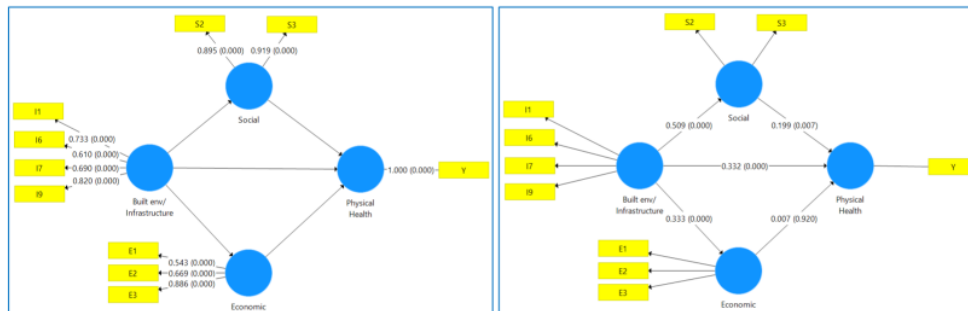 S2
S3
0.895 (0.000)
0.919 (0.000)
Social
I1
I6
I7
I9
0.733 (0.000)
0.610 (0.000)
0.690 (0.000)
0.820 (0.000)
Built env/
Infrastructure
1.000 (0.000)
Y
Physical
Health
E1
E2
E3
0.543 (0.000)
0.669 (0.000)
0.886 (0.000)
Economic
S2
S3
Social
I1
I6
I7
I9
0.509 (0.000)
0.199 (0.007)
0.332 (0.000)
Y
Built env/
Infrastructure
Physical
Health
0.333 (0.000)
0.007 (0.920)
E1
E2
E3
Economic